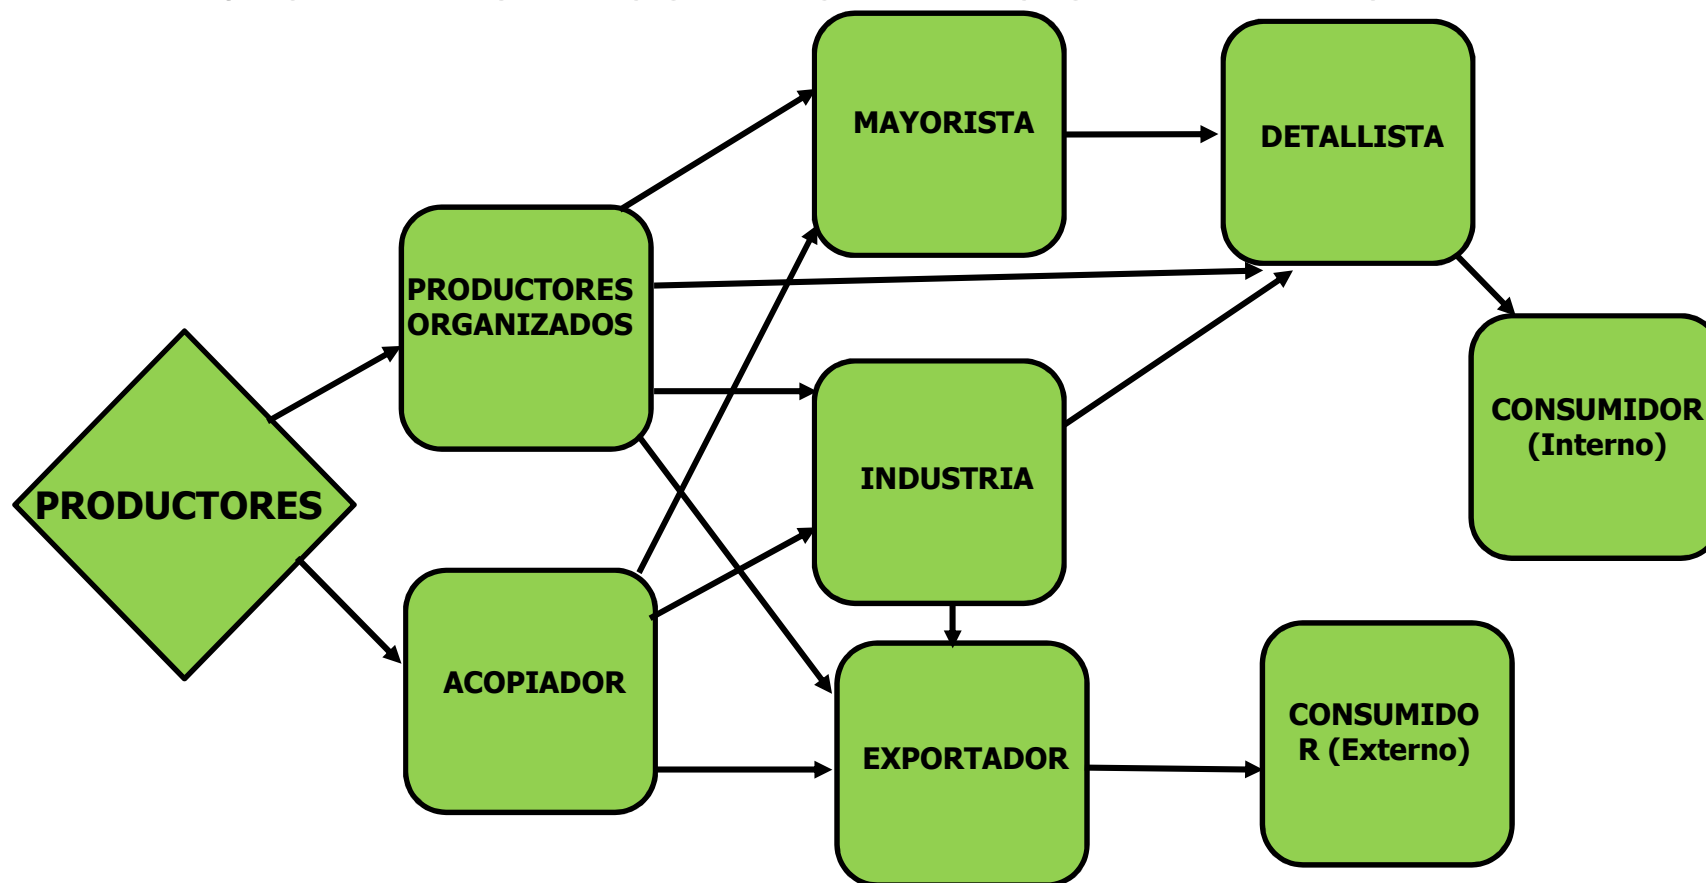 MAYORISTA
DETALLISTA
PRODUCTORES
ORGANIZADOS
CONSUMIDOR
(Interno)
INDUSTRIA
PRODUCTORES
ACOPIADOR
EXPORTADOR
CONSUMIDO
R (Externo)